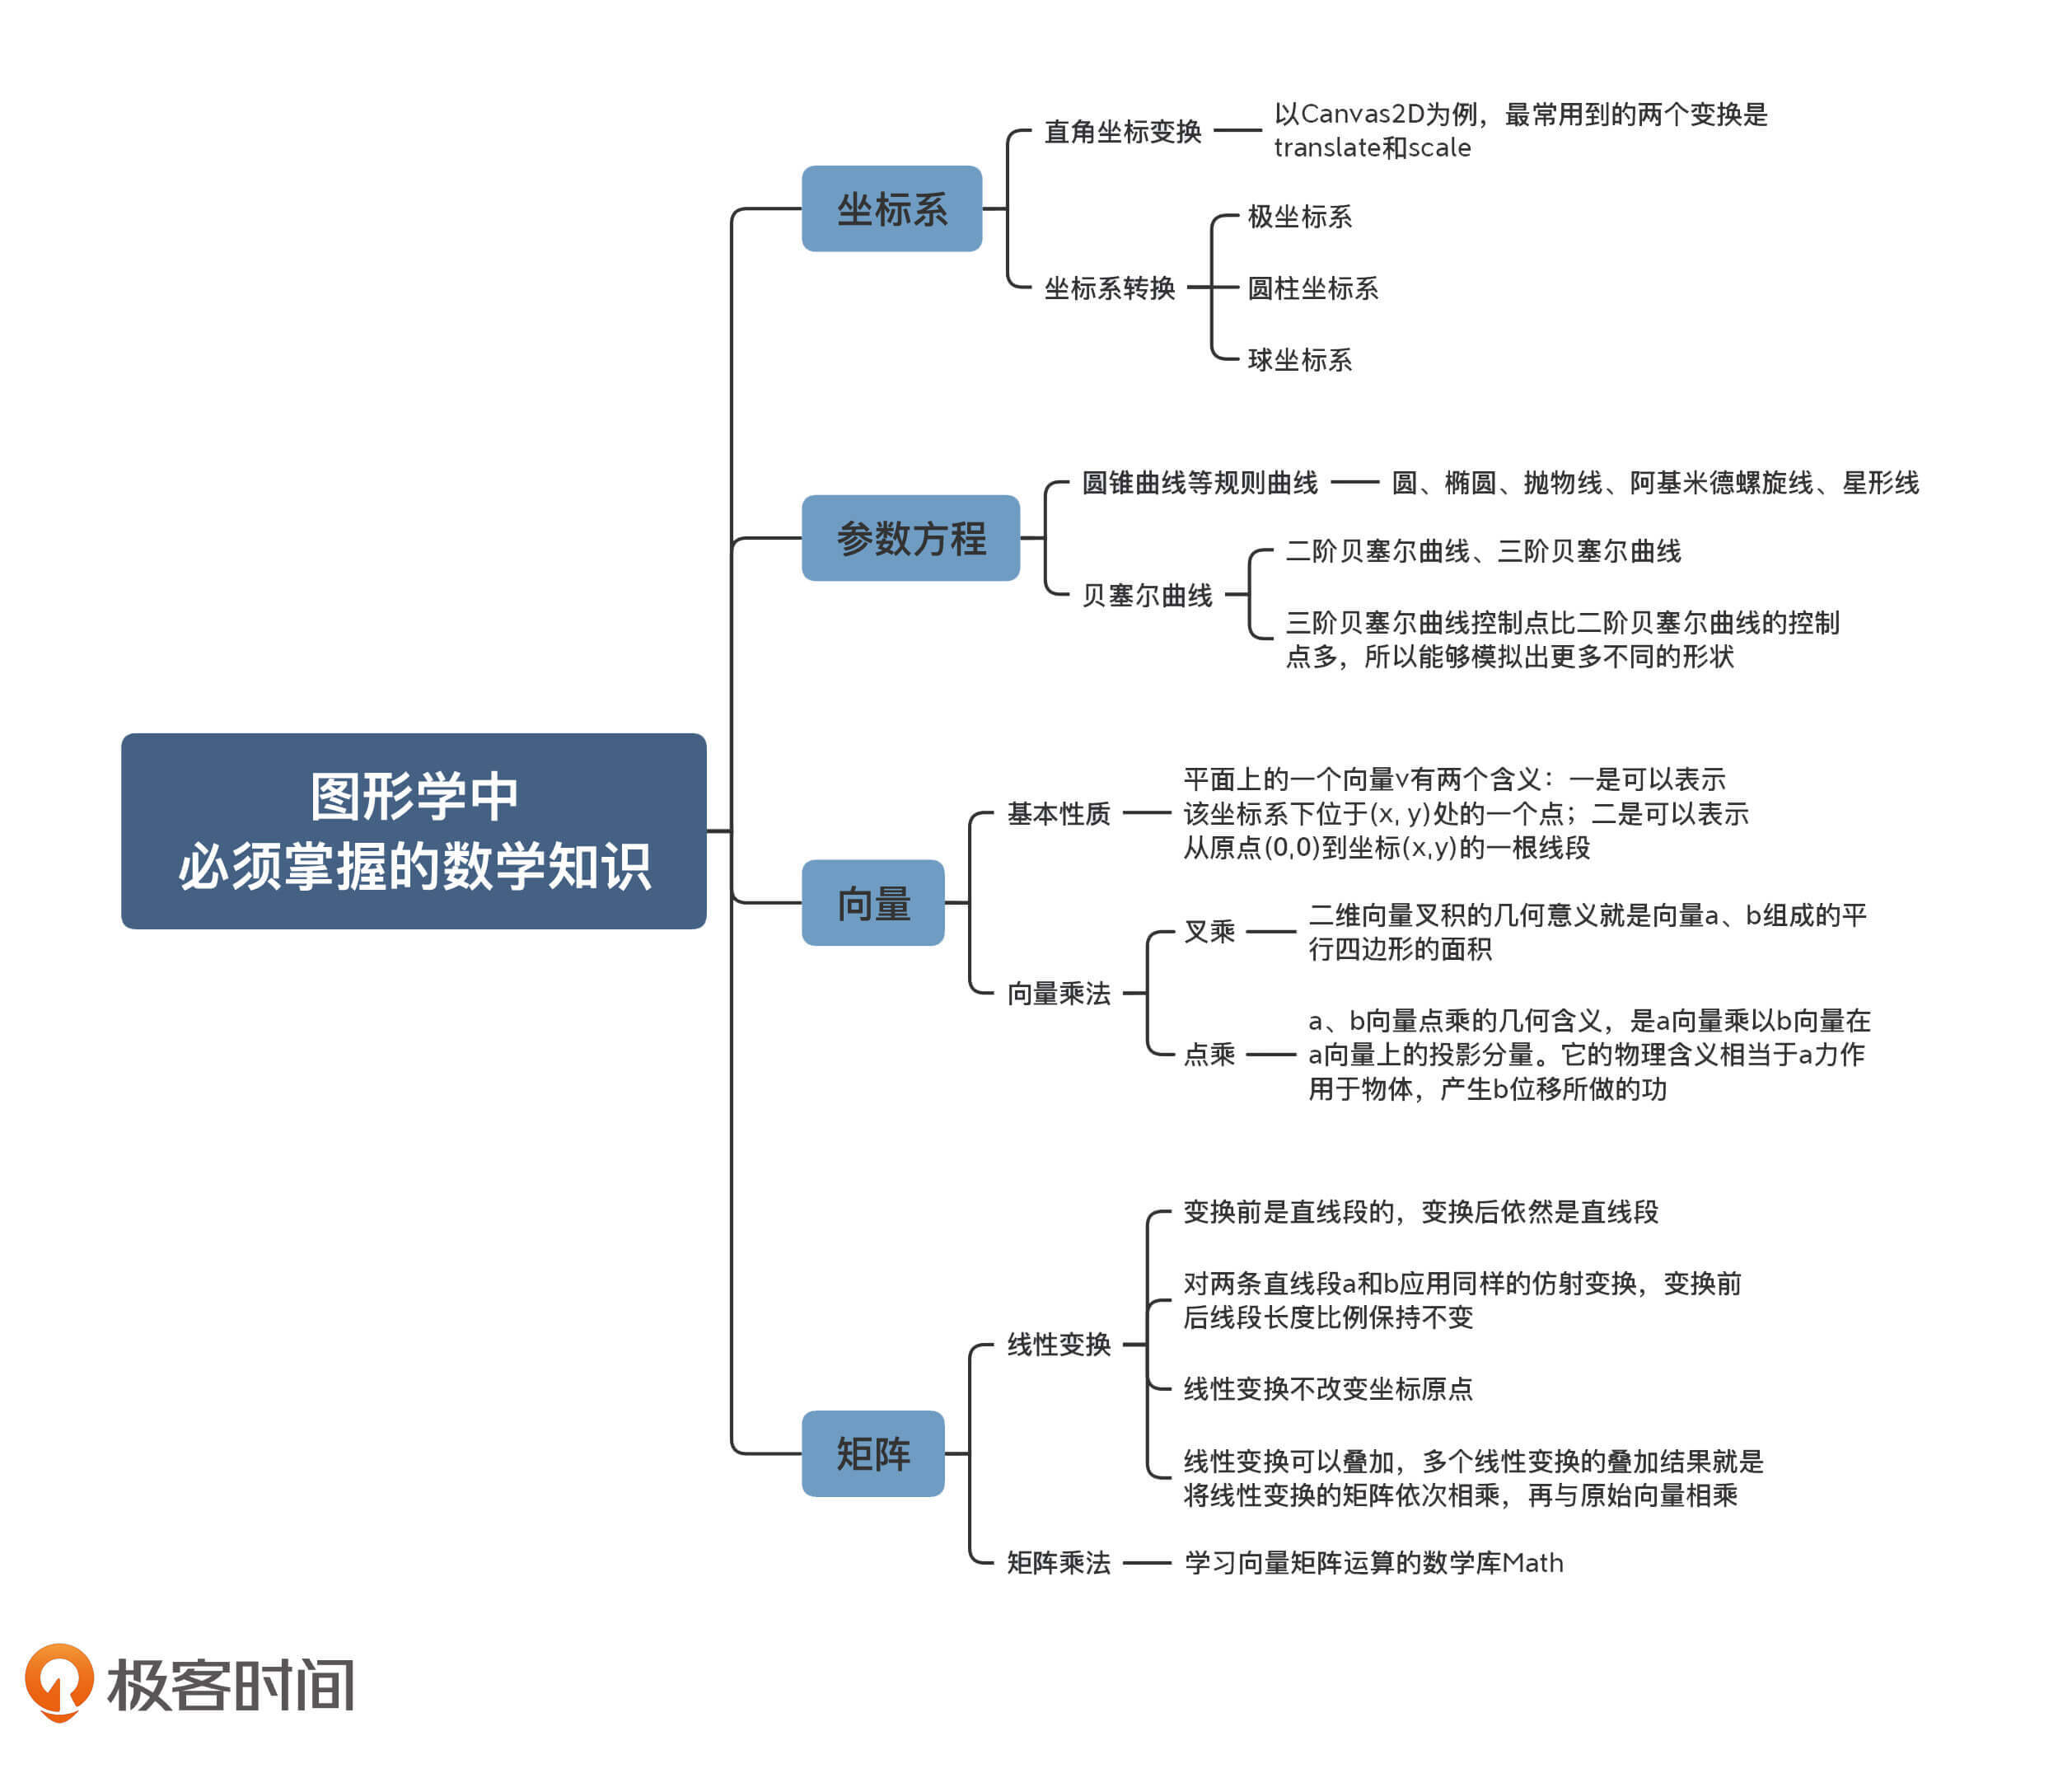 图形学中
必须掌握的数学知识
坐标系
直角坐标变换
以Canvas2D为例，最常用到的两个变换是
translate和scale
坐标系转换
极坐标系
圆柱坐标系
球坐标系
参数方程
圆锥曲线等规则曲线
圆、椭圆、抛物线、阿基米德螺旋线、星形线
贝塞尔曲线
二阶贝塞尔曲线、三阶贝塞尔曲线
三阶贝塞尔曲线控制点比二阶贝塞尔曲线的控制
点多，所以能够模拟出更多不同的形状
向量
基本性质
平面上的一个向量v有两个含义：一是可以表示
该坐标系下位于(x, y)处的一个点；二是可以表示
从原点(0,0)到坐标(x,y)的一根线段
向量乘法
叉乘
二维向量叉积的几何意义就是向量a、b组成的平
行四边形的面积
点乘
a、b向量点乘的几何含义，是a向量乘以b向量在
a向量上的投影分量。它的物理含义相当于a力作
用于物体，产生b位移所做的功
矩阵
线性变换
变换前是直线段的，变换后依然是直线段
对两条直线段a和b应用同样的仿射变换，变换前
后线段长度比例保持不变
线性变换不改变坐标原点
线性变换可以叠加，多个线性变换的叠加结果就是
将线性变换的矩阵依次相乘，再与原始向量相乘
矩阵乘法
学习向量矩阵运算的数学库Math
极客时间